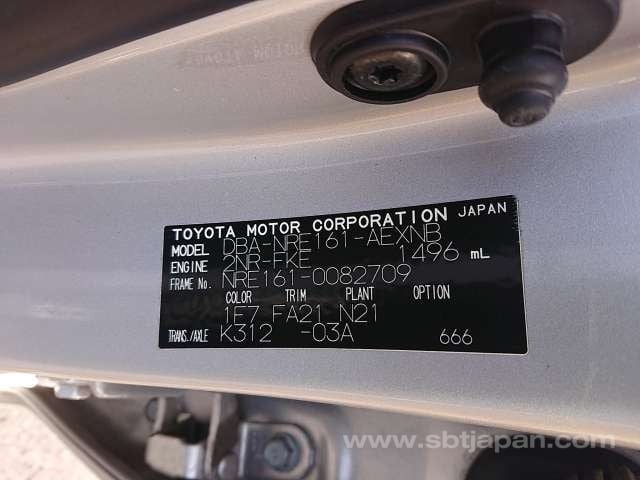 TOYOTA MOTOR CORPORATION JAPAN
MODEL DBA-NRE161-AEXNB
ENGINE 2NR-FKE 1496 mL
FRAME No. NRE161-0082709
COLOR TRIM PLANT OPTION
1F7 FA21 N21
TRANS./AXLE K312 -03A 666
www.sbtjapan.com